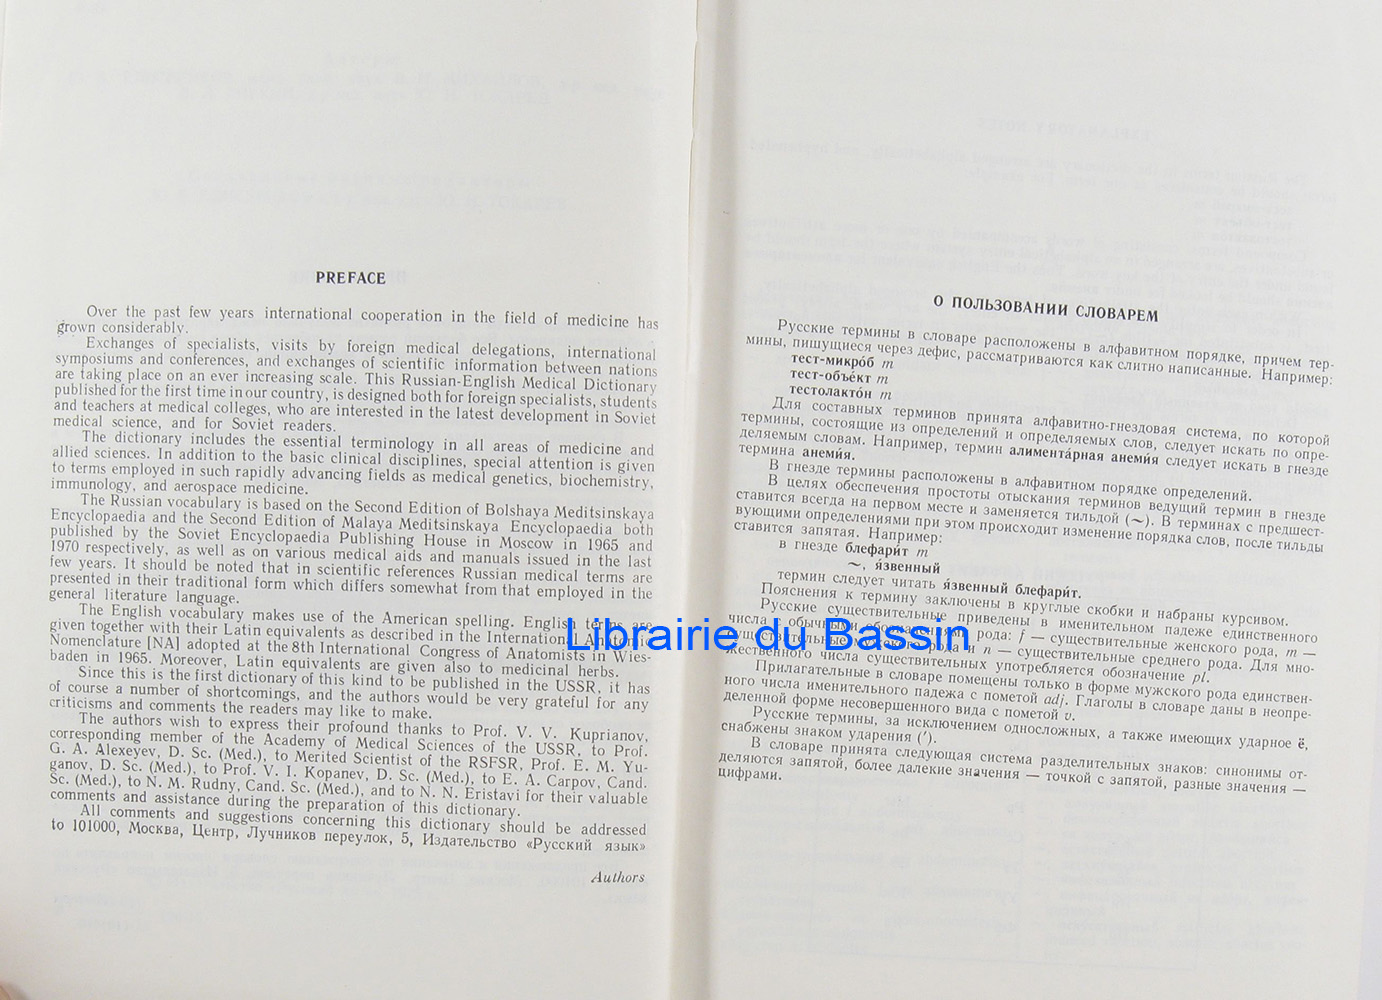 PREFACE
Over the past few years international cooperation in the field of medicine has
grown considerably.
Exchanges of specialists, visits by foreign medical delegations, international
symposiums and conferences, and exchanges of scientific information between nations
are taking place on an ever increasing scale. This Russian-English Medical Dictionary
published for the first time in our country, is designed both for foreign specialists, students
and teachers at medical colleges, who are interested in the latest development in Soviet
medical science, and for Soviet readers.
The dictionary includes the essential terminology in all areas of medicine and
allied sciences. In addition to the basic clinical disciplines, special attention is given
to terms employed in such rapidly advancing fields as medical genetics, biochemistry,
immunology, and aerospace medicine.
The Russian vocabulary is based on the Second Edition of Bolshaya Meditsinskaya
Encyclopaedia and the Second Edition of Malaya Meditsinskaya Encyclopaedia both
published by the Soviet Encyclopaedia Publishing House in Moscow in 1965 and
1970 respectively, as well as on various medical aids and manuals issued in the last
few years. It should be noted that in scientific references Russian medical terms are
presented in their traditional form which differs somewhat from that employed in the
general literature language.
The English vocabulary makes use of the American spelling. English terms are
given together with their Latin equivalents as described in the International Anatomic
Nomenclature [NA] adopted at the 8th International Congress of Anatomists in Wies-
baden in 1965. Moreover, Latin equivalents are given also to medicinal herbs.
Since this is the first dictionary of this kind to be published in the USSR, it has
of course a number of shortcomings, and the authors would be very grateful for any
criticisms and comments the readers may like to make.
The authors wish to express their profound thanks to Prof. V. V. Kuprianov,
corresponding member of the Academy of Medical Sciences of the USSR, to Prof.
G. A. Alexeyev, D. Sc. (Med.), to Merited Scientist of the RSFSR, Prof. E. M. Yu-
ganov, D. Sc. (Med.), to Prof. V. I. Kopanev, D. Sc. (Med.), to E. A. Carpov, Cand.
Sc. (Med.), to N. M. Rudny, Cand. Sc. (Med.), and to N. N. Eristavi for their valuable
comments and assistance during the preparation of this dictionary.
All comments and suggestions concerning this dictionary should be addressed
to 101000, Москва, Центр, Лучников переулок, 5, Издательство «Русский язык»
Authors
О ПОЛЬЗОВАНИИ СЛОВАРЕМ
Русские термины в словаре расположены в алфавитном порядке, причем тер-
мины, пишущиеся через дефис, рассматриваются как слитно написанные. Например:
тест-микро́б m
тест-объе́кт m
тестолакто́н m
Для составных терминов принята алфавитно-гнездовая система, по которой
термины, состоящие из определений и определяемых слов, следует искать по опре-
деляемым словам. Например, термин алимента́рная анеми́я следует искать в гнезде
термина анеми́я.
В гнезде термины расположены в алфавитном порядке определений.
В целях обеспечения простоты отыскания терминов ведущий термин в гнезде
ставится всегда на первом месте и заменяется тильдой (~). В терминах с предшест-
вующими определениями при этом происходит изменение порядка слов, после тильды
ставится запятая. Например:
в гнезде блефари́т m
~, я́звенный
термин следует читать я́звенный блефари́т.
Пояснения к термину заключены в круглые скобки и набраны курсивом.
Русские существительные приведены в именительном падеже единственного
числа с обычными обозначениями рода: f — существительные женского рода, m —
существительные мужского рода и n — существительные среднего рода. Для мно-
жественного числа существительных употребляется обозначение pl.
Прилагательные в словаре помещены только в форме мужского рода единствен-
ного числа именительного падежа с пометой adj. Глаголы в словаре даны в неопре-
деленной форме несовершенного вида с пометой v.
Русские термины, за исключением односложных, а также имеющих ударное ё,
снабжены знаком ударения (′).
В словаре принята следующая система разделительных знаков: синонимы от-
деляются запятой, более далекие значения — точкой с запятой, разные значения —
цифрами.
Librairie du Bassin